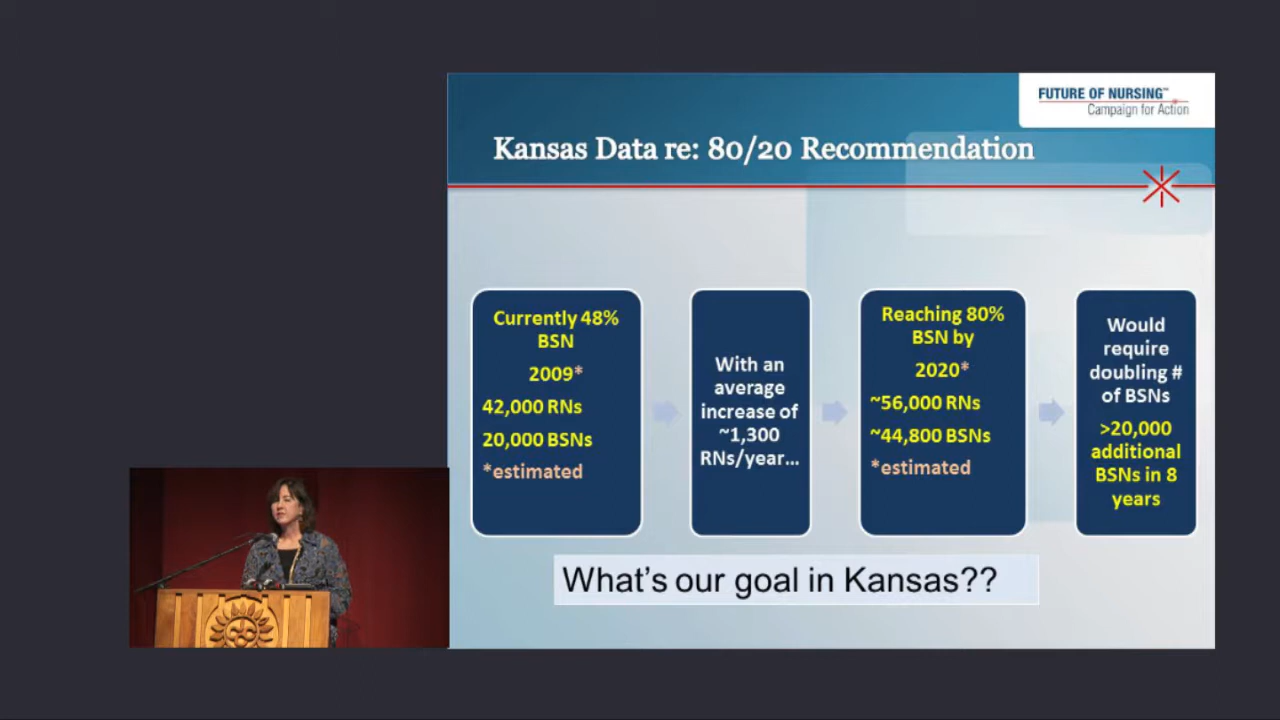 FUTURE OF NURSING™
Campaign for Action
Kansas Data re: 80/20 Recommendation
Currently 48%
BSN
2009*
42,000 RNs
20,000 BSNs
*estimated
With an
average
increase of
~1,300
RNs/year…
Reaching 80%
BSN by
2020*
~56,000 RNs
~44,800 BSNs
*estimated
Would
require
doubling #
of BSNs
>20,000
additional
BSNs in 8
years
What's our goal in Kansas??